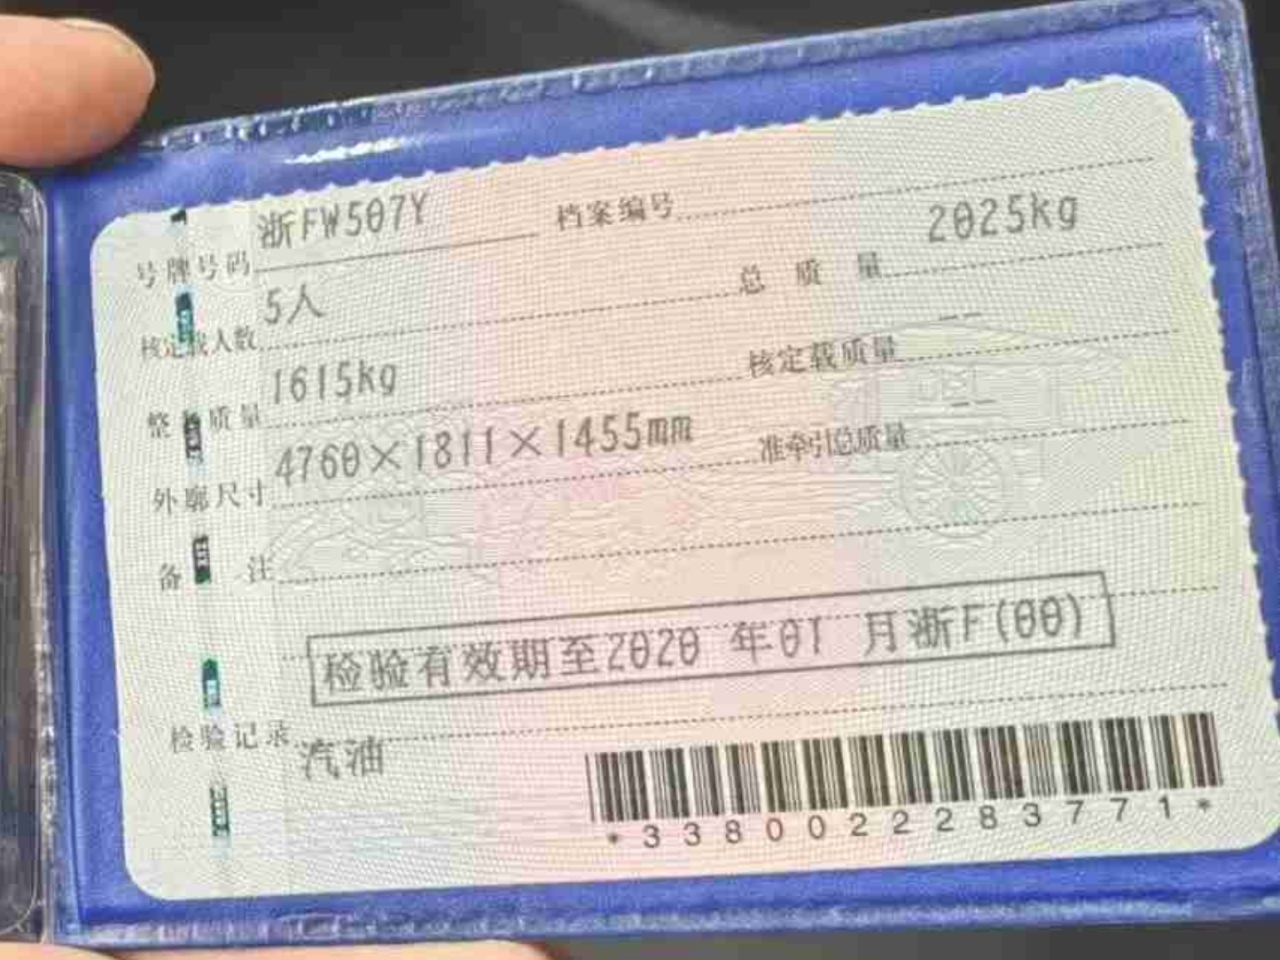 号牌号码 浙FW507Y 档案编号
核定载人数 5人 总质量 2025kg
整 质量 1615kg 核定载质量 --
外廓尺寸 4760×1811×1455mm 准牵引总质量 --
备 注
检验有效期至2020 年01 月浙F(00)
检验记录
汽油
*3380022283771*